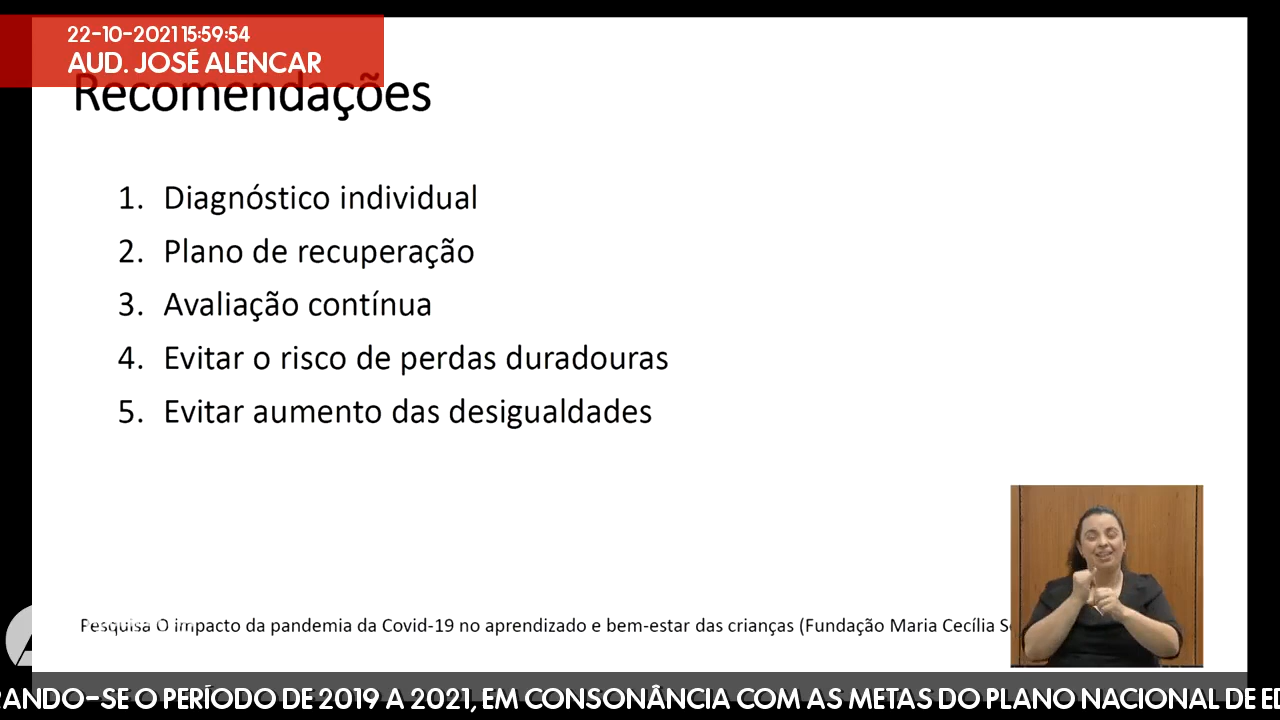 22-10-2021 15:59:54
AUD. JOSÉ ALENCAR
Recomendações
1. Diagnóstico individual
2. Plano de recuperação
3. Avaliação contínua
4. Evitar o risco de perdas duradouras
5. Evitar aumento das desigualdades
Pesquisa O impacto da pandemia da Covid-19 no aprendizado e bem-estar das crianças (Fundação Maria Cecília
RANDO-SE O PERÍODO DE 2019 A 2021, EM CONSONÂNCIA COM AS METAS DO PLANO NACIONAL DE